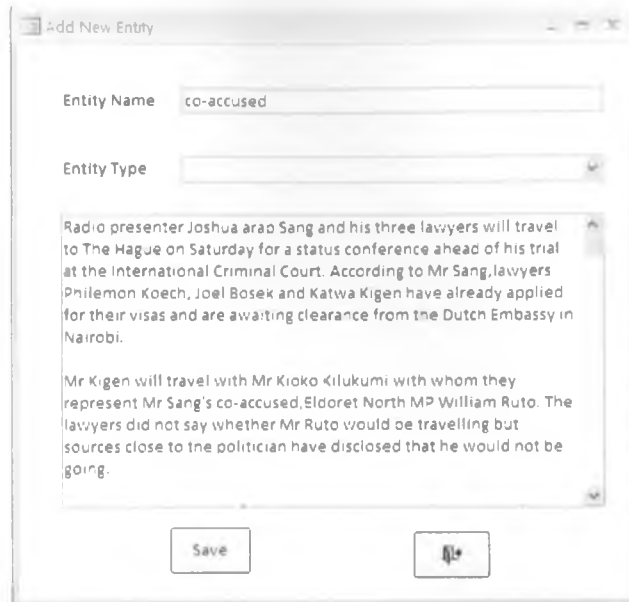 Add New Entity
Entity Name co-accused
Entity Type
Radio presenter Joshua arap Sang and his three lawyers will travel
to The Hague on Saturday for a status conference ahead of his trial
at the International Criminal Court. According to Mr Sang,lawyers
Philemon Koech, Joel Bosek and Katwa Kigen have already applied
for their visas and are awaiting clearance from the Dutch Embassy in
Nairobi.
Mr Kigen will travel with Mr Kioko Kilukumi with whom they
represent Mr Sang's co-accused,Eldoret North MP William Ruto. The
lawyers did not say whether Mr Ruto would be travelling but
sources close to the politician have disclosed that he would not be
going.
Save